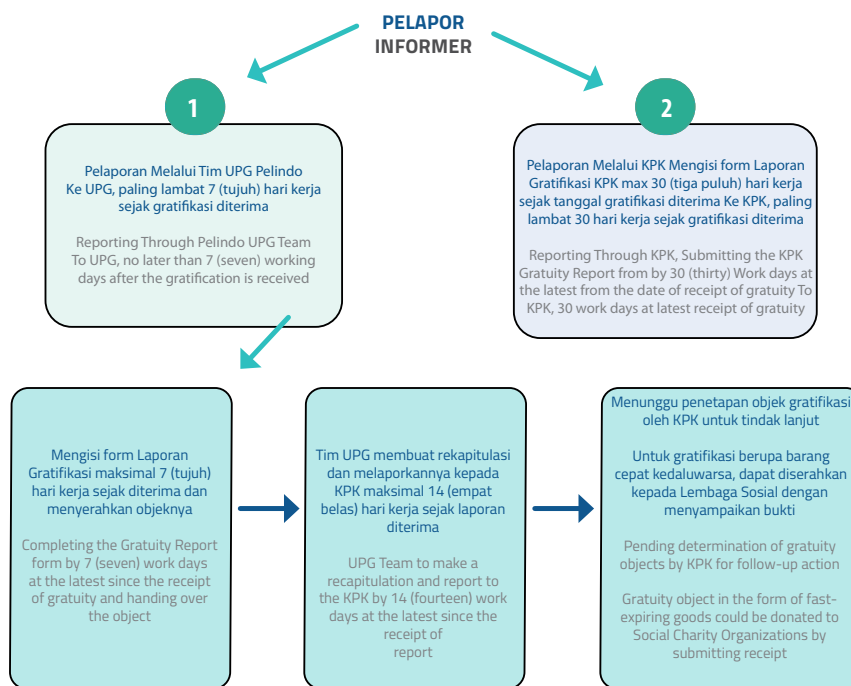 PELAPOR
INFORMER
1
Pelaporan Melalui Tim UPG Pelindo
Ke UPG, paling lambat 7 (tujuh) hari kerja
sejak gratifikasi diterima
Reporting Through Pelindo UPG Team
To UPG, no later than 7 (seven) working
days after the gratification is received
2
Pelaporan Melalui KPK Mengisi form Laporan
Gratifikasi KPK max 30 (tiga puluh) hari kerja
sejak tanggal gratifikasi diterima Ke KPK, paling
lambat 30 hari kerja sejak gratifikasi diterima
Reporting Through KPK, Submitting the KPK
Gratuity Report from by 30 (thirty) Work days at
the latest from the date of receipt of gratuity To
KPK, 30 work days at latest receipt of gratuity
Mengisi form Laporan
Gratifikasi maksimal 7 (tujuh)
hari kerja sejak diterima dan
menyerahkan objeknya
Completing the Gratuity Report
form by 7 (seven) work days
at the latest since the receipt
of gratuity and handing over
the object
Tim UPG membuat rekapitulasi
dan melaporkannya kepada
KPK maksimal 14 (empat
belas) hari kerja sejak laporan
diterima
UPG Team to make a
recapitulation and report to
the KPK by 14 (fourteen) work
days at the latest since the
receipt of
report
Menunggu penetapan objek gratifikasi
oleh KPK untuk tindak lanjut
Untuk gratifikasi berupa barang
cepat kedaluwarsa, dapat diserahkan
kepada Lembaga Sosial dengan
menyampaikan bukti
Pending determination of gratuity
objects by KPK for follow-up action
Gratuity object in the form of fast-
expiring goods could be donated to
Social Charity Organizations by
submitting receipt